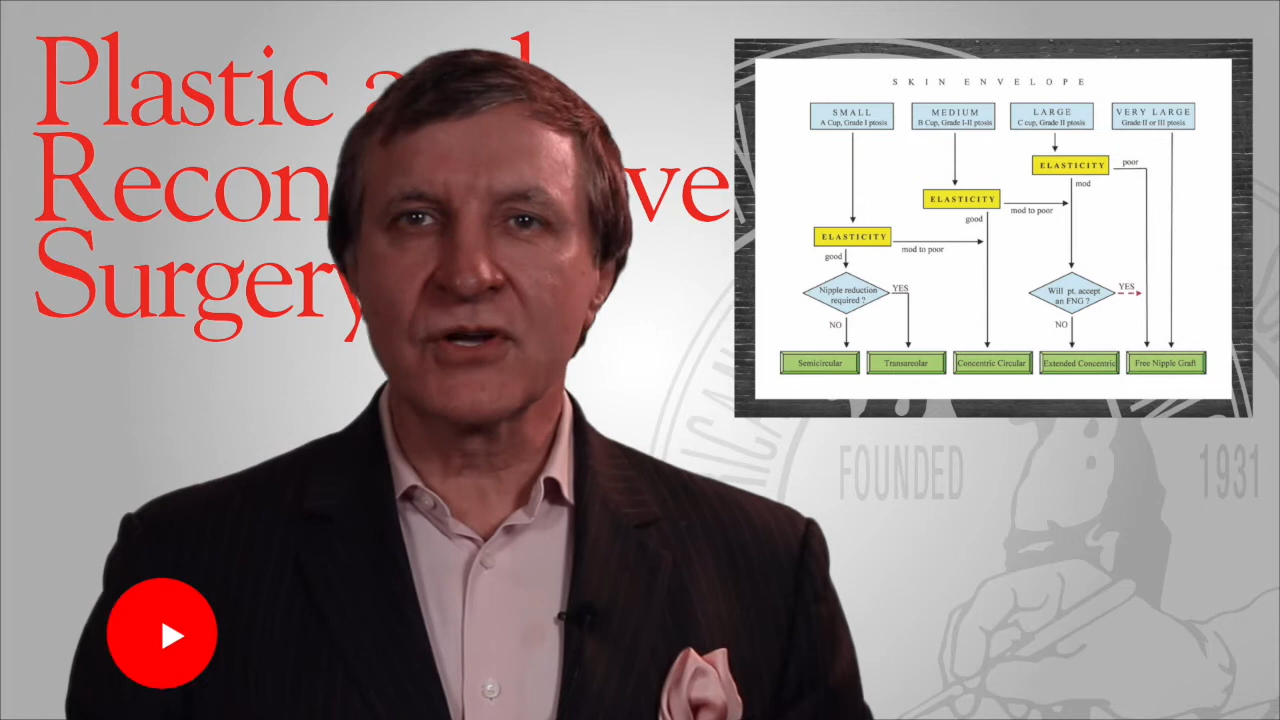 Plastic a d
Recon ve
Surgery
SKIN ENVELOPE
SMALL
A Cup, Grade I ptosis
MEDIUM
B Cup, Grade I-II ptosis
LARGE
C cup, Grade II ptosis
VERY LARGE
Grade II or III ptosis
ELASTICITY
poor
mod
ELASTICITY
good
mod to poor
ELASTICITY
good
mod to poor
Nipple reduction
required ?
YES
NO
Will pt. accept
an FNG ?
YES
NO
Semicircular
Transareolar
Concentric Circular
Extended Concentric
Free Nipple Graft
RICAN
FOUNDED
1931